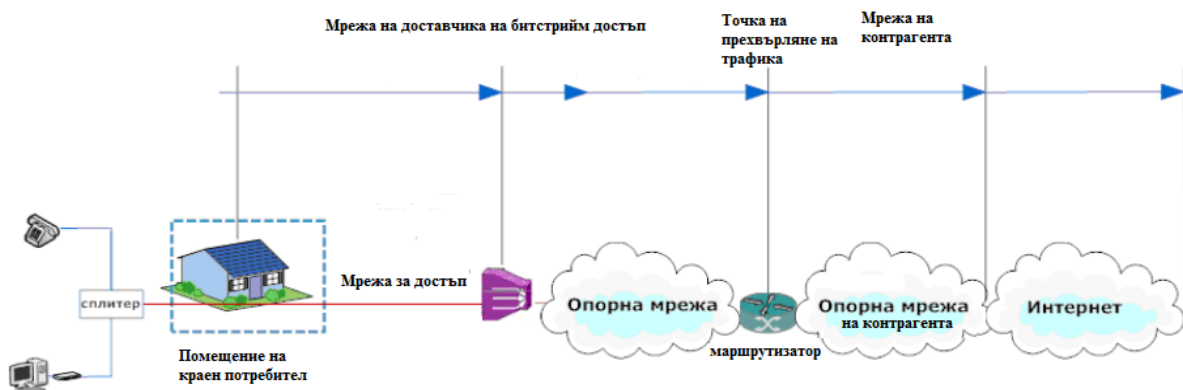 Мрежа на доставчика на битстрийм достъп
Точка на
прехвърляне на
трафика
Мрежа на
контрагента
сплитер
Мрежа за достъп
Помещение на
краен потребител
Опорна мрежа
маршрутизатор
Опорна мрежа
на контрагента
Интернет